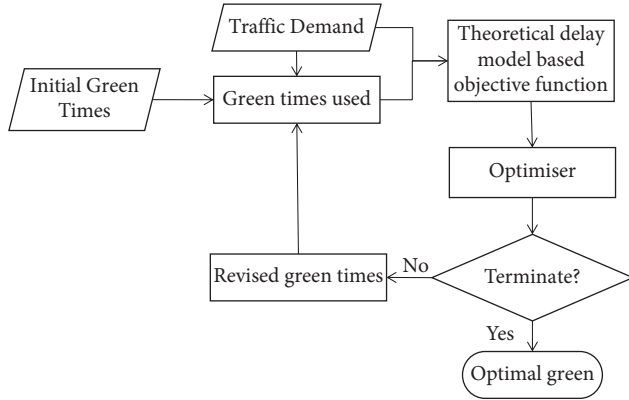 Traffic Demand
Initial Green
Times
Green times used
Theoretical delay
model based
objective function
Optimiser
Terminate?
No
Revised green times
Yes
Optimal green